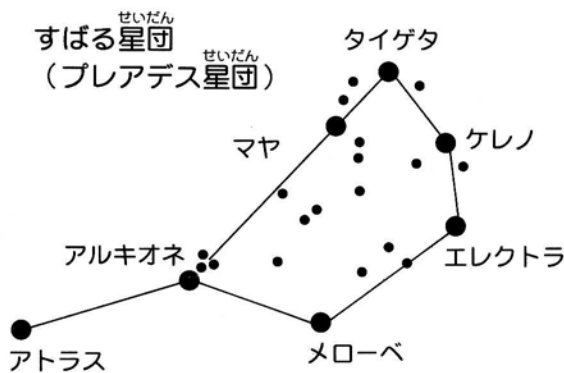 せいだん
すばる星団
せいだん
（プレアデス星団）
タイゲタ
マヤ
ケレノ
アルキオネ
エレクトラ
アトラス
メローベ